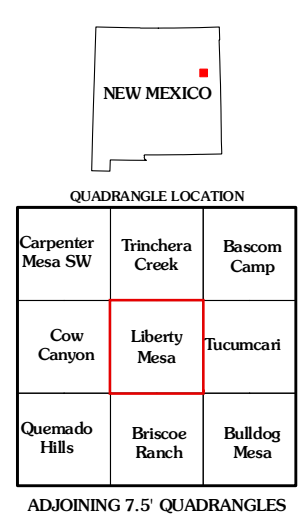 NEW MEXICO
QUADRANGLE LOCATION
Carpenter
Mesa SW
Trinchera
Creek
Bascom
Camp
Cow
Canyon
Liberty
Mesa
Tucumcari
Quemado
Hills
Briscoe
Ranch
Bulldog
Mesa
ADJOINING 7.5' QUADRANGLES